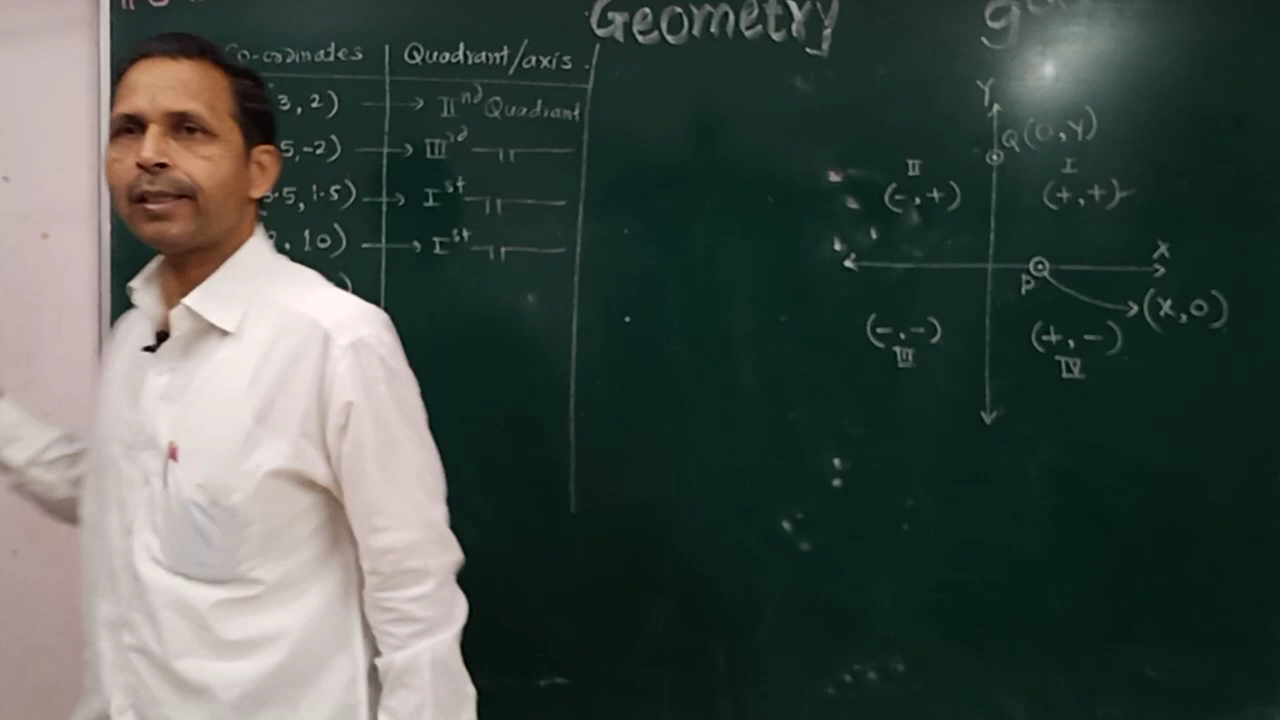 Geometry
Co-ordinates Quadrant/axis.
3, 2) → IInd Quadrant
5, -2) → IIIrd —"—
.5, 1.5) → Ist —"—
, 10) → Ist —"—
)
Y
Q(0, Y)
II I
(-, +) (+, +)
X
P
(X, 0)
(-, -) (+, -)
III IV